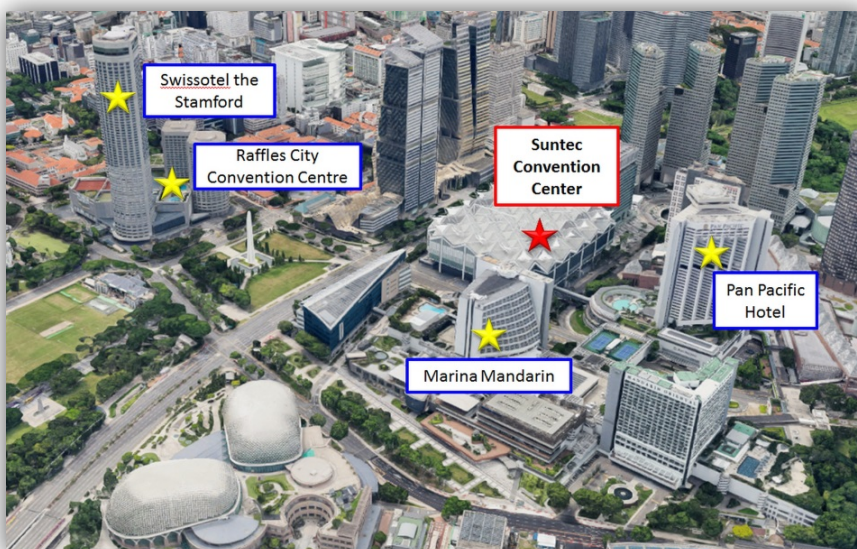 Swissotel the
Stamford
Raffles City
Convention Centre
Suntec
Convention
Center
Pan Pacific
Hotel
Marina Mandarin